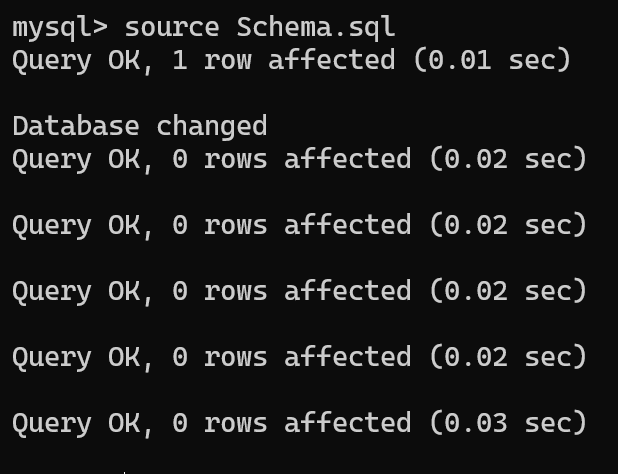 mysql> source Schema.sql
Query OK, 1 row affected (0.01 sec)
Database changed
Query OK, 0 rows affected (0.02 sec)
Query OK, 0 rows affected (0.02 sec)
Query OK, 0 rows affected (0.02 sec)
Query OK, 0 rows affected (0.02 sec)
Query OK, 0 rows affected (0.03 sec)